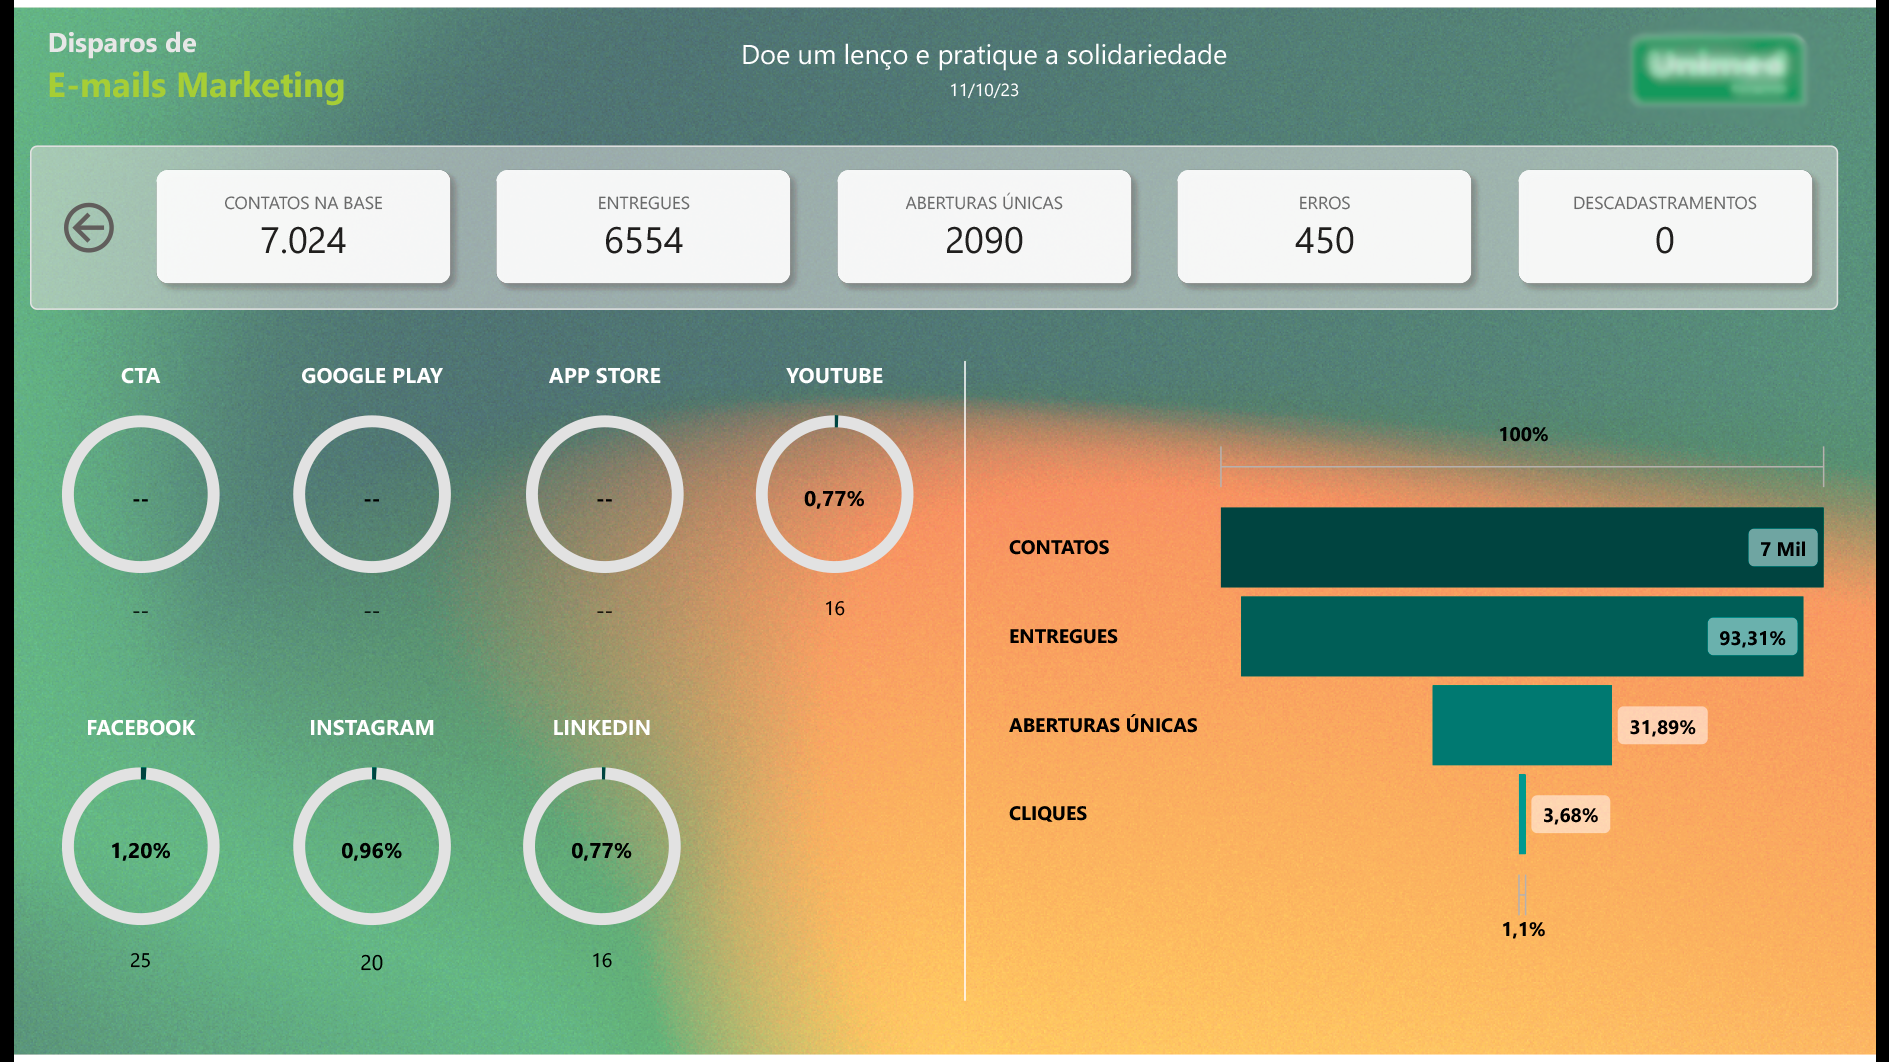 Disparos de
E-mails Marketing
Doe um lenço e pratique a solidariedade
11/10/23
Unimed
CONTATOS NA BASE
7.024
ENTREGUES
6554
ABERTURAS ÚNICAS
2090
ERROS
450
DESCADASTRAMENTOS
0
CTA
--
--
GOOGLE PLAY
--
--
APP STORE
--
--
YOUTUBE
0,77%
16
FACEBOOK
1,20%
25
INSTAGRAM
0,96%
20
LINKEDIN
0,77%
16
100%
CONTATOS
7 Mil
ENTREGUES
93,31%
ABERTURAS ÚNICAS
31,89%
CLIQUES
3,68%
1,1%